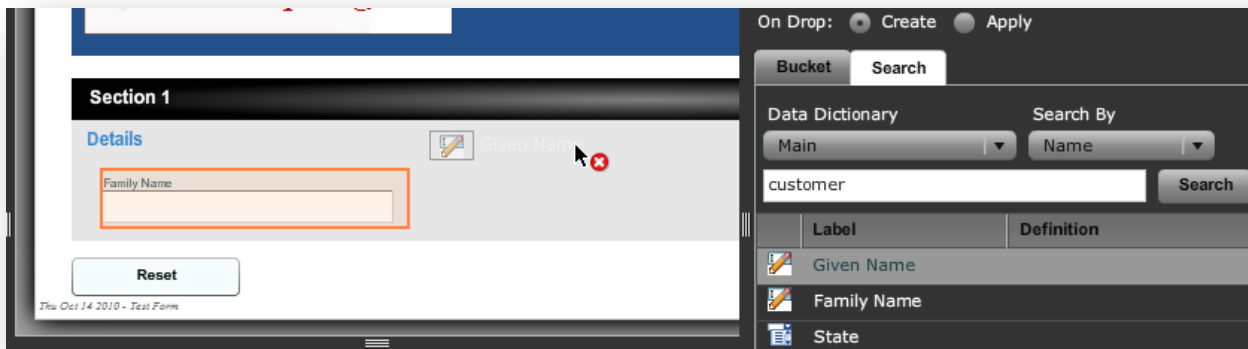 Section 1
Details
Given Name
Family Name
Reset
Thu Oct 14 2010 - Test Form
On Drop: Create Apply
Bucket Search
Data Dictionary Search By
Main Name
customer Search
Label Definition
Given Name
Family Name
State